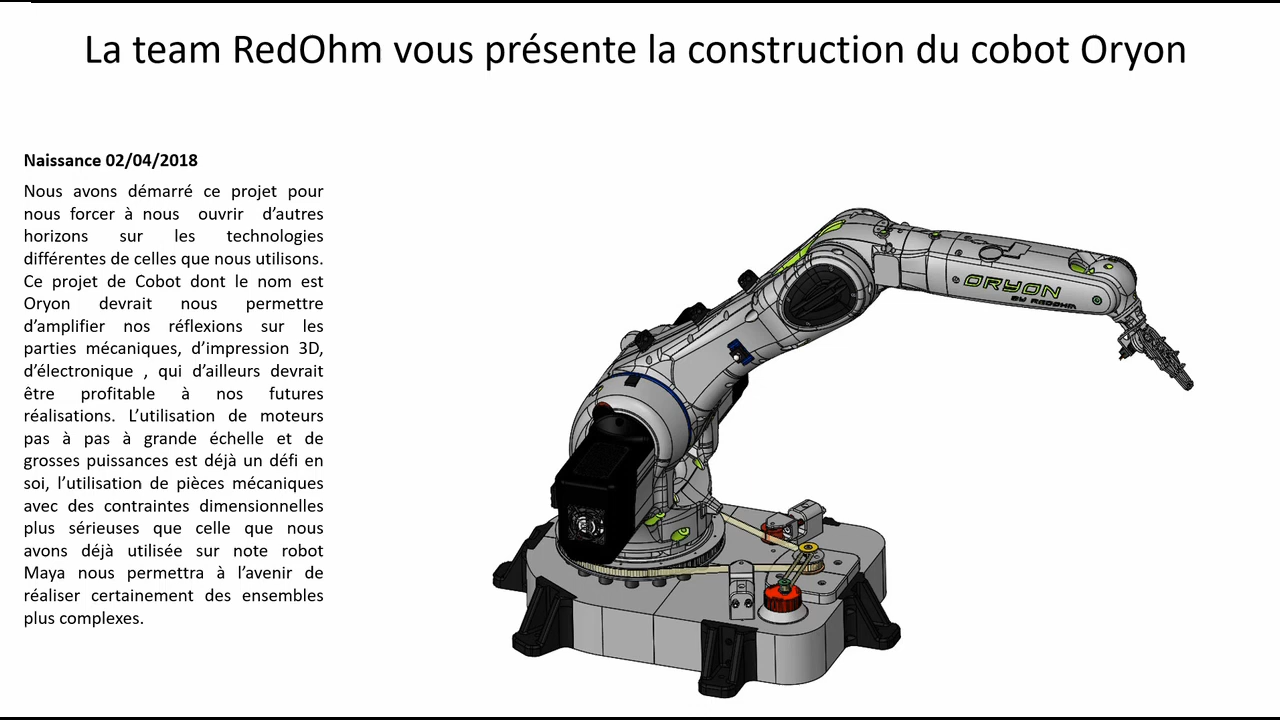 La team RedOhm vous présente la construction du cobot Oryon
Naissance 02/04/2018
Nous avons démarré ce projet pour
nous forcer à nous ouvrir d’autres
horizons sur les technologies
différentes de celles que nous utilisons.
Ce projet de Cobot dont le nom est
Oryon devrait nous permettre
d’amplifier nos réflexions sur les
parties mécaniques, d’impression 3D,
d’électronique , qui d’ailleurs devrait
être profitable à nos futures
réalisations. L’utilisation de moteurs
pas à pas à grande échelle et de
grosses puissances est déjà un défi en
soi, l’utilisation de pièces mécaniques
avec des contraintes dimensionnelles
plus sérieuses que celle que nous
avons déjà utilisée sur note robot
Maya nous permettra à l’avenir de
réaliser certainement des ensembles
plus complexes.
ORYON
BY REDOHM